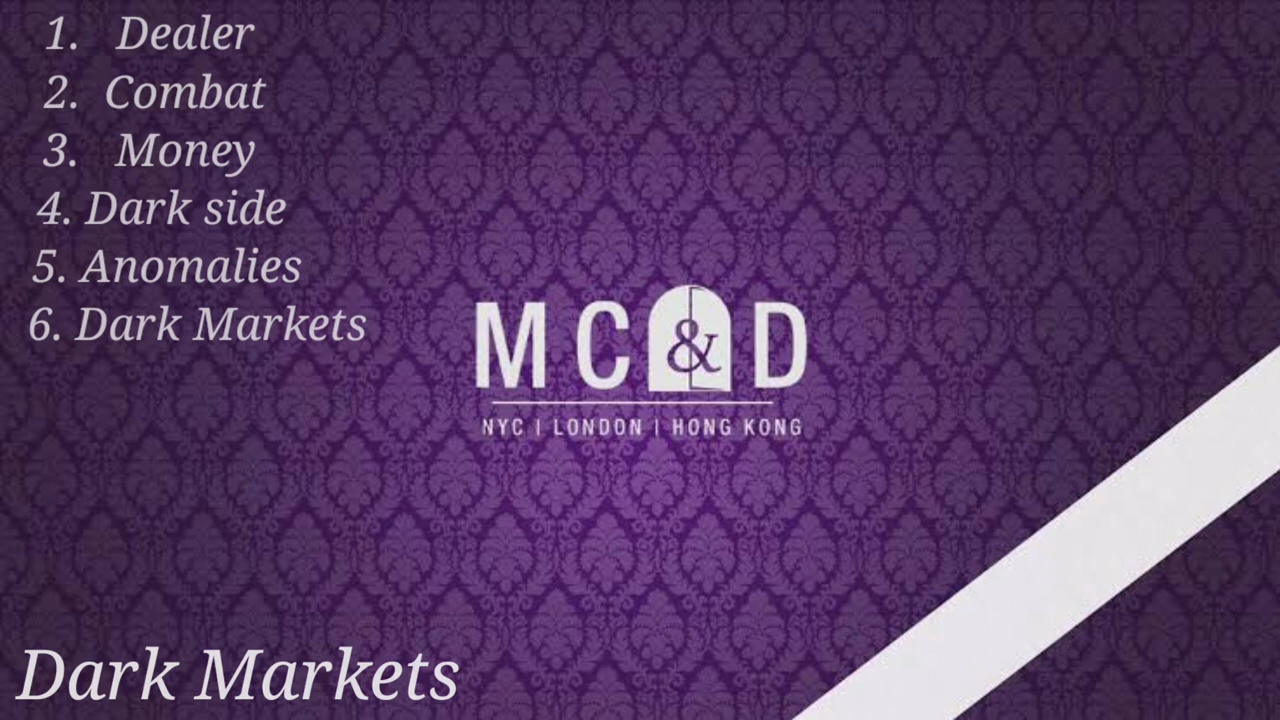 1. Dealer
2. Combat
3. Money
4. Dark side
5. Anomalies
6. Dark Markets
MC&D
NYC | LONDON | HONG KONG
Dark Markets